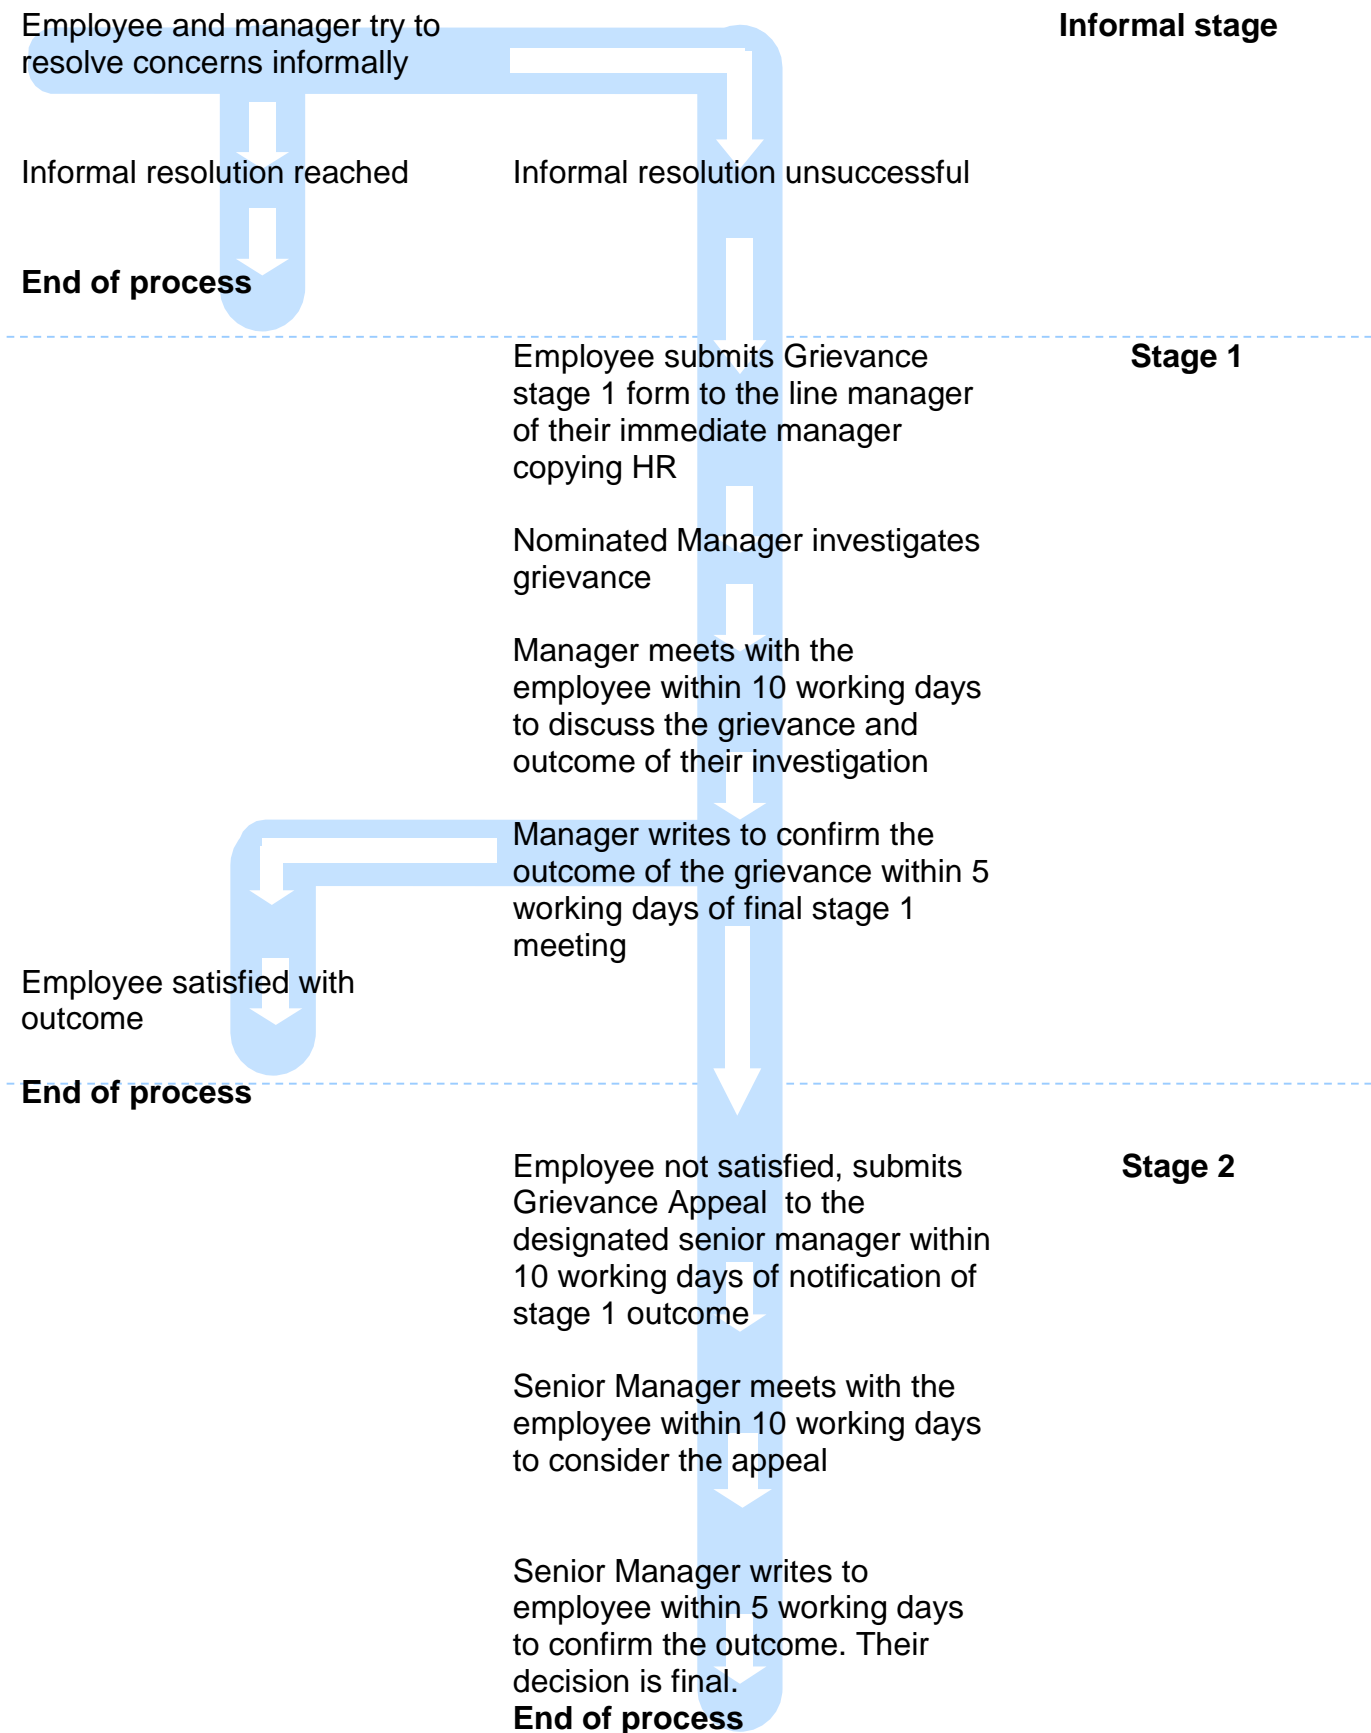 Employee and manager try to
resolve concerns informally
Informal stage
Informal resolution reached
Informal resolution unsuccessful
End of process
Employee submits Grievance
stage 1 form to the line manager
of their immediate manager
copying HR
Stage 1
Nominated Manager investigates
grievance
Manager meets with the
employee within 10 working days
to discuss the grievance and
outcome of their investigation
Manager writes to confirm the
outcome of the grievance within 5
working days of final stage 1
meeting
Employee satisfied with
outcome
End of process
Employee not satisfied, submits
Grievance Appeal  to the
designated senior manager within
10 working days of notification of
stage 1 outcome
Stage 2
Senior Manager meets with the
employee within 10 working days
to consider the appeal
Senior Manager writes to
employee within 5 working days
to confirm the outcome. Their
decision is final.
End of process